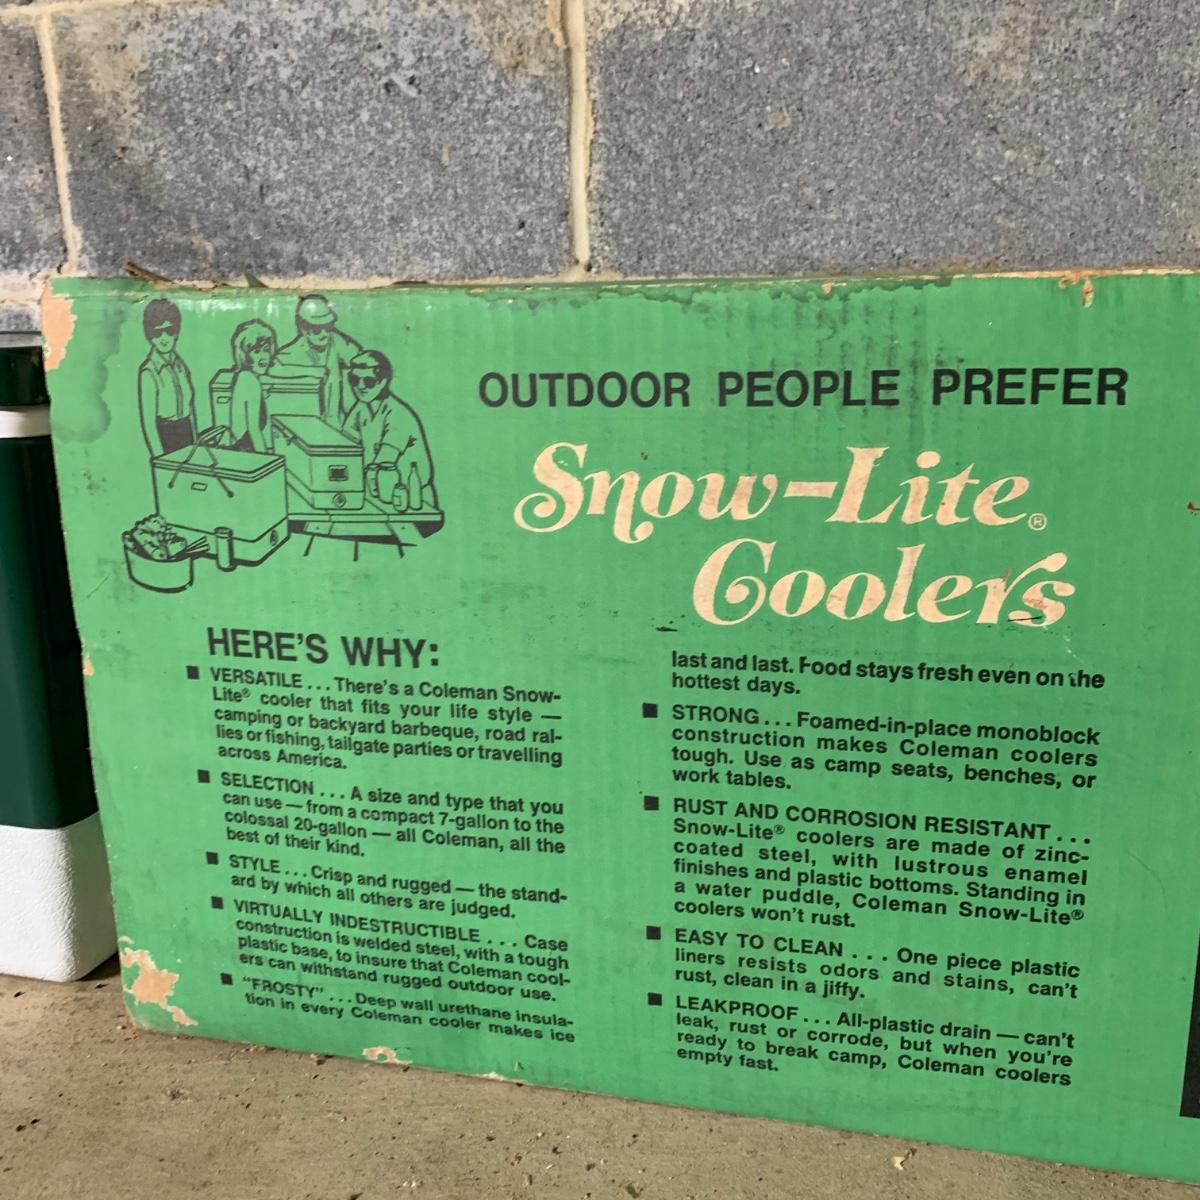 OUTDOOR PEOPLE PREFER
Snow-Lite®
Coolers
HERE'S WHY:
■ VERSATILE . . . There's a Coleman Snow-
Lite® cooler that fits your life style —
camping or backyard barbeque, road ral-
lies or fishing, tailgate parties or travelling
across America.
■ SELECTION . . . A size and type that you
can use — from a compact 7-gallon to the
colossal 20-gallon — all Coleman, all the
best of their kind.
■ STYLE . . . Crisp and rugged — the stand-
ard by which all others are judged.
■ VIRTUALLY INDESTRUCTIBLE . . . Case
construction is welded steel, with a tough
plastic base, to insure that Coleman cool-
ers can withstand rugged outdoor use.
■ "FROSTY" . . . Deep wall urethane insula-
tion in every Coleman cooler makes ice
last and last. Food stays fresh even on the
hottest days.
■ STRONG . . . Foamed-in-place monoblock
construction makes Coleman coolers
tough. Use as camp seats, benches, or
work tables.
■ RUST AND CORROSION RESISTANT . . .
Snow-Lite® coolers are made of zinc-
coated steel, with lustrous enamel
finishes and plastic bottoms. Standing in
a water puddle, Coleman Snow-Lite®
coolers won't rust.
■ EASY TO CLEAN . . . One piece plastic
liners resists odors and stains, can't
rust, clean in a jiffy.
■ LEAKPROOF . . . All-plastic drain — can't
leak, rust or corrode, but when you're
ready to break camp, Coleman coolers
empty fast.